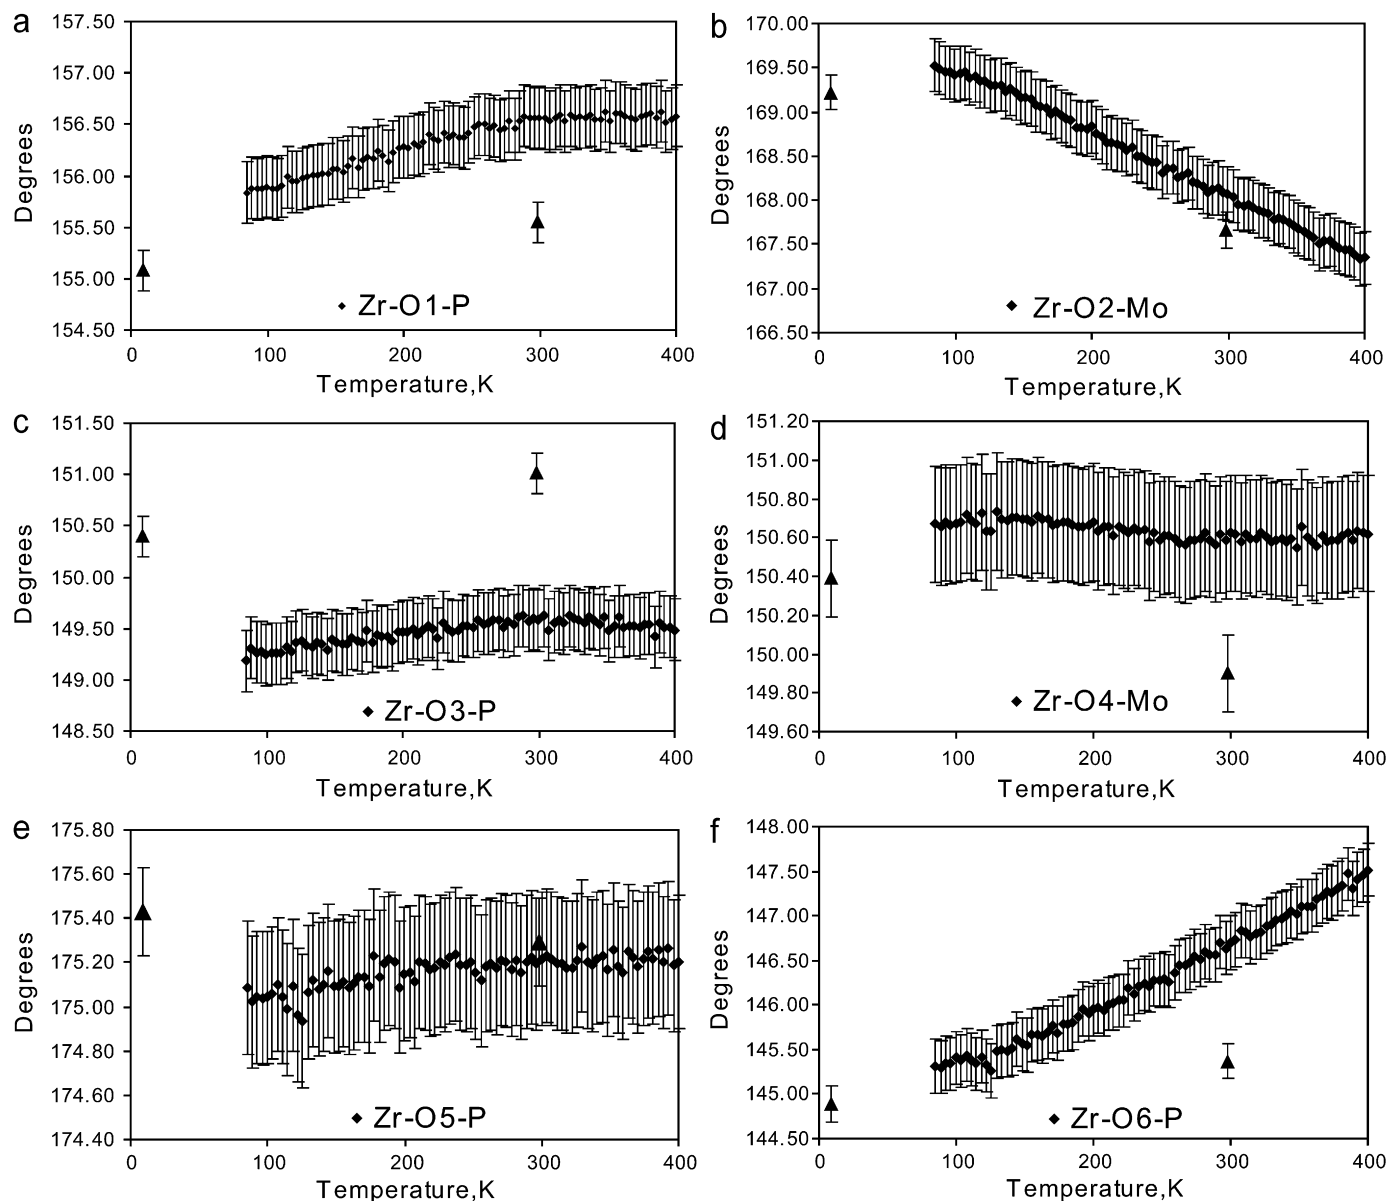 a
157.50
157.00
156.50
156.00
155.50
155.00
154.50
Degrees
Zr-O1-P
0 100 200 300 400
Temperature,K
b
170.00
169.50
169.00
168.50
168.00
167.50
167.00
166.50
Degrees
Zr-O2-Mo
0 100 200 300 400
Temperature,K
c
151.50
151.00
150.50
150.00
149.50
149.00
148.50
Degrees
Zr-O3-P
0 100 200 300 400
Temperature,K
d
151.20
151.00
150.80
150.60
150.40
150.20
150.00
149.80
149.60
Degrees
Zr-O4-Mo
0 100 200 300 400
Temperature,K
e
175.80
175.60
175.40
175.20
175.00
174.80
174.60
174.40
Degrees
Zr-O5-P
0 100 200 300 400
Temperature,K
f
148.00
147.50
147.00
146.50
146.00
145.50
145.00
144.50
Degrees
Zr-O6-P
0 100 200 300 400
Temperature,K